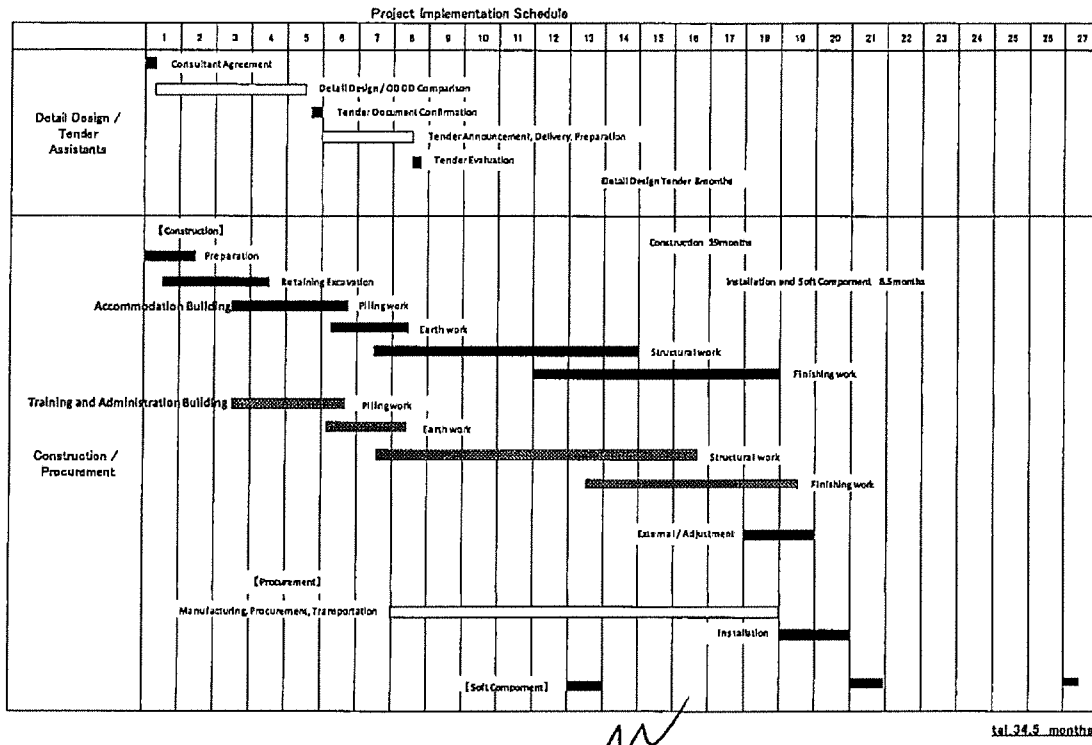 Project Implementation Schedule
1 2 3 4 5 6 7 8 9 10 11 12 13 14 15 16 17 18 19 20 21 22 23 24 25 26 27
Consultant Agreement
Detail Design / Comparison
Tender Document Confirmation
Detail Design /
Tender
Assistants
Tender Announcement, Delivery, Preparation
Tender Evaluation
Detail Design Tender 8months
[Construction]
Construction 19months
Preparation
Retaining Excavation
Installation and Soft Component 8.5months
Accommodation Building
Pilling work
Earth work
Structural work
Finishing work
Training and Administration Building
Pilling work
Earth work
Construction /
Procurement
Structural work
Finishing work
External / Adjustment
[Procurement]
Manufacturing, Procurement, Transportation
Installation
[Soft Component]
tal 34.5 months